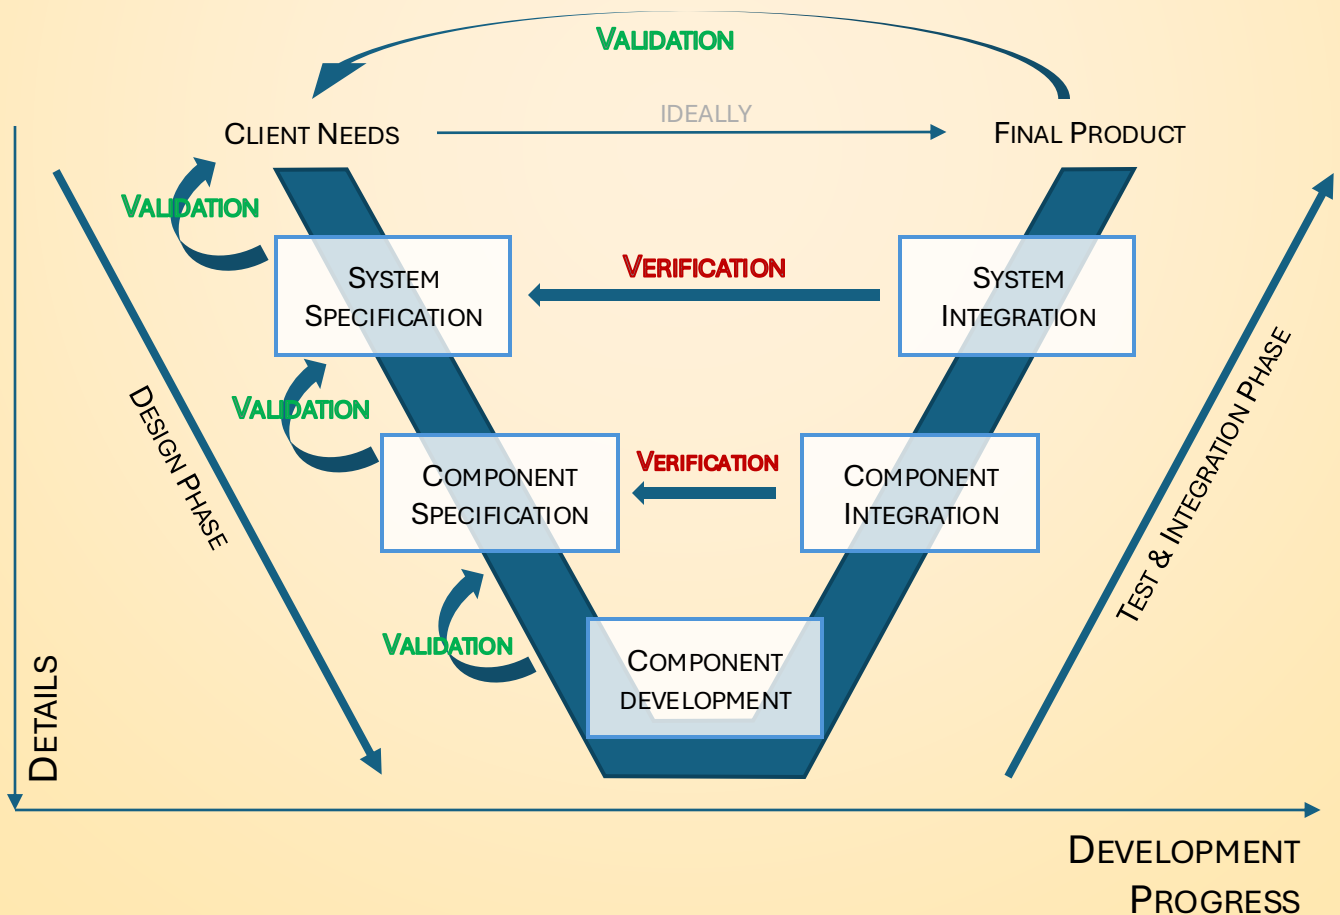 VALIDATION
IDEALLY
CLIENT NEEDS
FINAL PRODUCT
VALIDATION
SYSTEM
SPECIFICATION
VERIFICATION
SYSTEM
INTEGRATION
VALIDATION
DESIGN PHASE
COMPONENT
SPECIFICATION
VERIFICATION
COMPONENT
INTEGRATION
TEST & INTEGRATION PHASE
VALIDATION
COMPONENT
DEVELOPMENT
DETAILS
DEVELOPMENT
PROGRESS